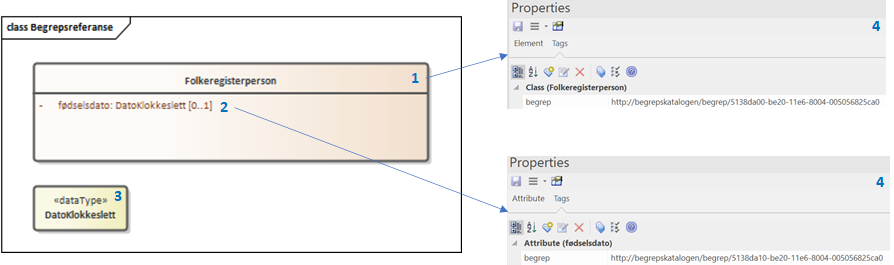 class Begrepsreferanse
Folkeregisterperson 1
- fødselsdato: DatoKlokkeslett [0..1] 2
«dataType» 3
DatoKlokkeslett
Properties
4
Element Tags
Class (Folkeregisterperson)
begrep http://begrepskatalogen/begrep/5138da00-be20-11e6-8004-005056825ca0
Properties
4
Attribute Tags
Attribute (fødselsdato)
begrep http://begrepskatalogen/begrep/5138da10-be20-11e6-8004-005056825ca0